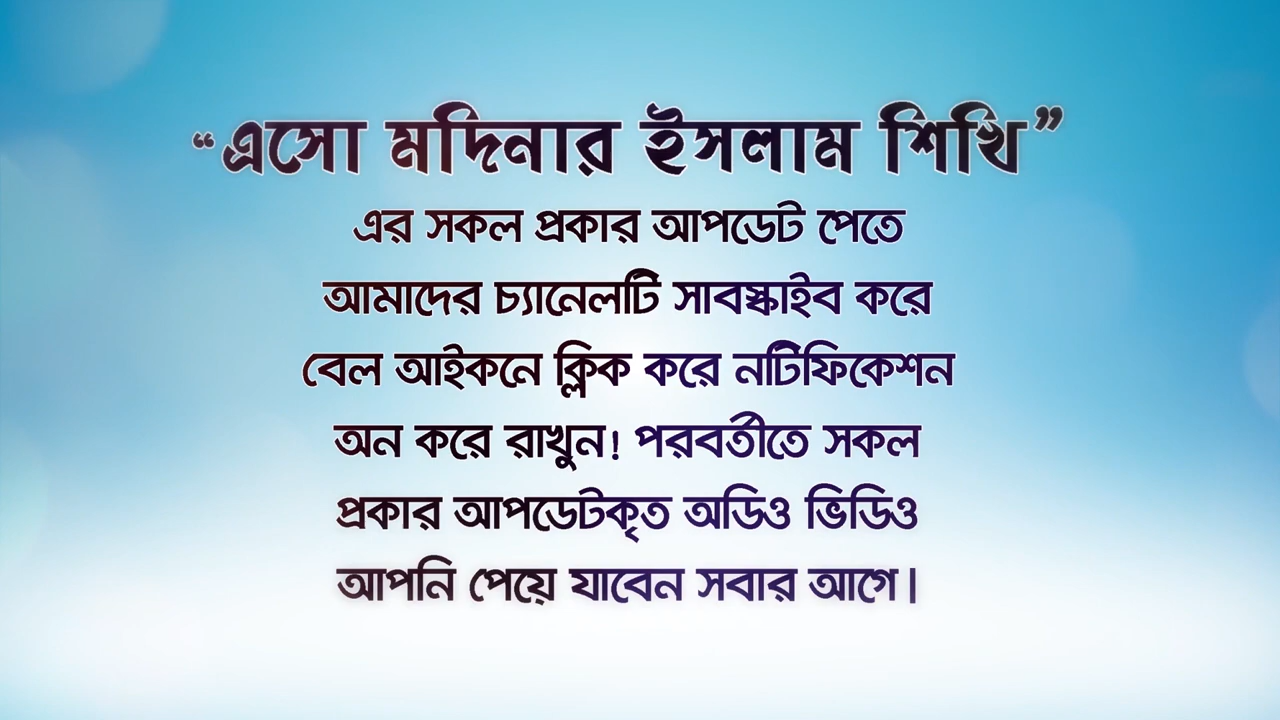 “এসো মদিনার ইসলাম শিখি”
এর সকল প্রকার আপডেট পেতে
আমাদের চ্যানেলটি সাবস্কাইব করে
বেল আইকনে ক্লিক করে নটিফিকেশন
অন করে রাখুন! পরবর্তীতে সকল
প্রকার আপডেটকৃত অডিও ভিডিও
আপনি পেয়ে যাবেন সবার আগে।